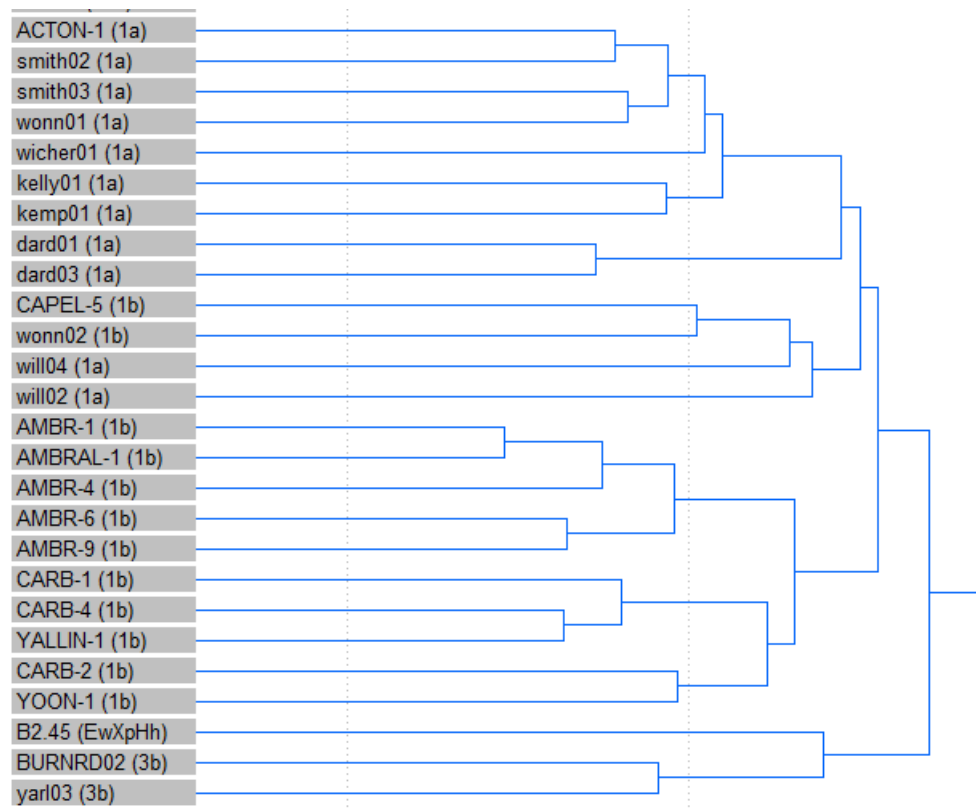 ACTON-1 (1a)
smith02 (1a)
smith03 (1a)
wonn01 (1a)
wicher01 (1a)
kelly01 (1a)
kemp01 (1a)
dard01 (1a)
dard03 (1a)
CAPEL-5 (1b)
wonn02 (1b)
will04 (1a)
will02 (1a)
AMBR-1 (1b)
AMBRAL-1 (1b)
AMBR-4 (1b)
AMBR-6 (1b)
AMBR-9 (1b)
CARB-1 (1b)
CARB-4 (1b)
YALLIN-1 (1b)
CARB-2 (1b)
YOON-1 (1b)
B2.45 (EwXpHh)
BURNRD02 (3b)
yarl03 (3b)